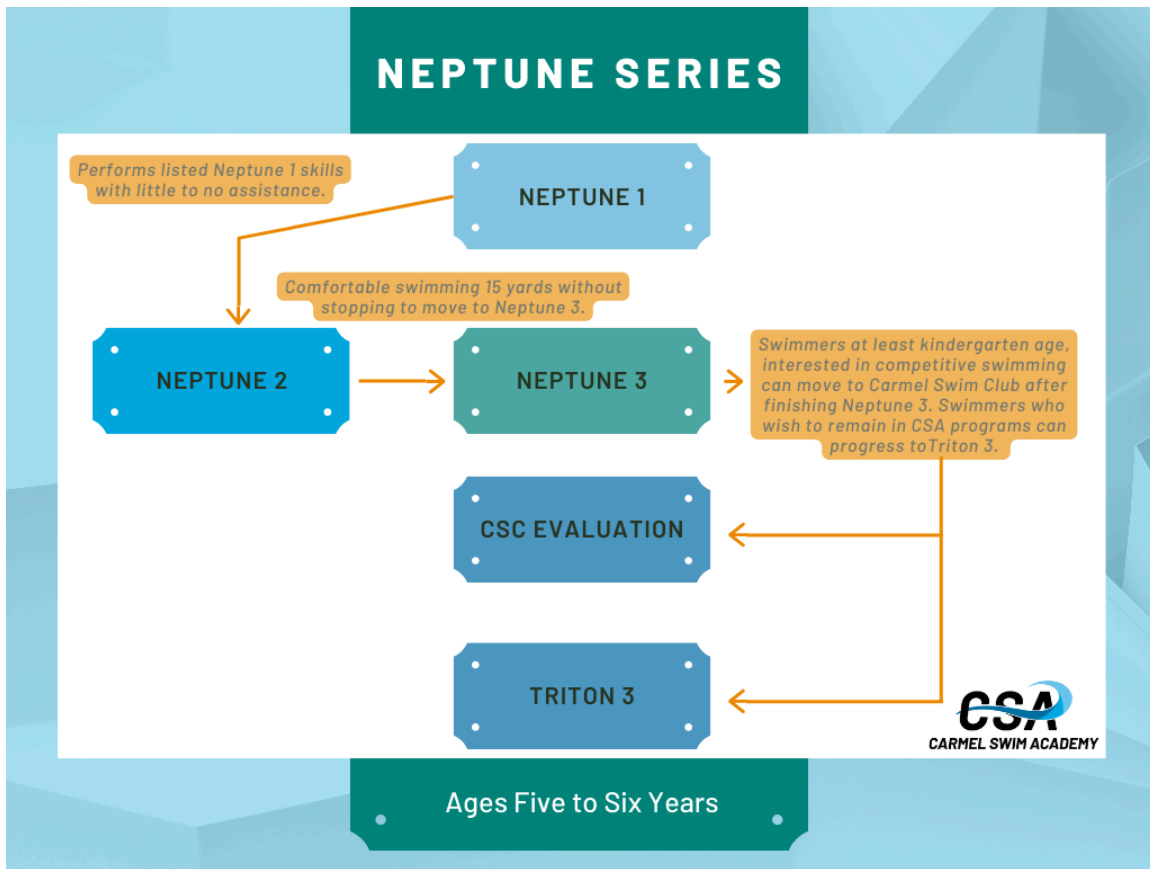 NEPTUNE SERIES
Performs listed Neptune 1 skills
with little to no assistance.
NEPTUNE 1
Comfortable swimming 15 yards without
stopping to move to Neptune 3.
NEPTUNE 2
NEPTUNE 3
Swimmers at least kindergarten age,
interested in competitive swimming
can move to Carmel Swim Club after
finishing Neptune 3. Swimmers who
wish to remain in CSA programs can
progress toTriton 3.
CSC EVALUATION
TRITON 3
CSA
CARMEL SWIM ACADEMY
Ages Five to Six Years